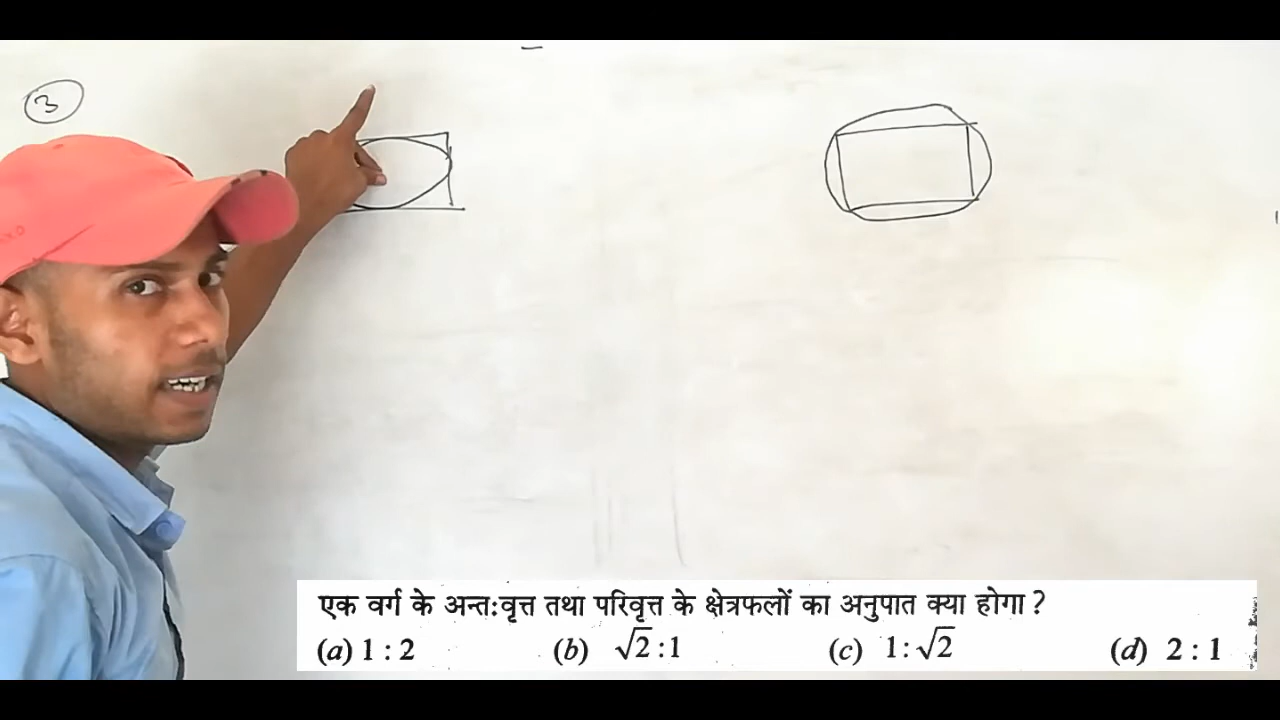 3
एक वर्ग के अन्तःवृत्त तथा परिवृत्त के क्षेत्रफलों का अनुपात क्या होगा ?
(a) 1 : 2 (b) √2 : 1 (c) 1 : √2 (d) 2 : 1